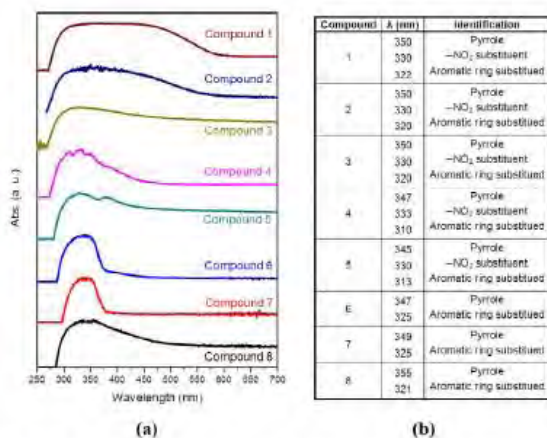 (a)
Compound 1
Compound 2
Compound 3
Compound 4
Compound 5
Compound 6
Compound 7
Compound 8
Abs. (a. u.)
250 300 350 400 450 500 550 600 650 700
Wavelength (nm)
(a)
(b)
Compound λ (nm) Identification
1
350 Pyrrole
330 –NO2 substituent
322 Aromatic ring substitued
2
350 Pyrrole
330 –NO2 substituent
320 Aromatic ring substitued
3
350 Pyrrole
330 –NO2 substituent
320 Aromatic ring substitued
4
347 Pyrrole
333 –NO2 substituent
310 Aromatic ring substitued
5
345 Pyrrole
330 –NO2 substituent
313 Aromatic ring substitued
6
347 Pyrrole
325 Aromatic ring substitued
7
349 Pyrrole
325 Aromatic ring substitued
8
355 Pyrrole
321 Aromatic ring substitued
(b)